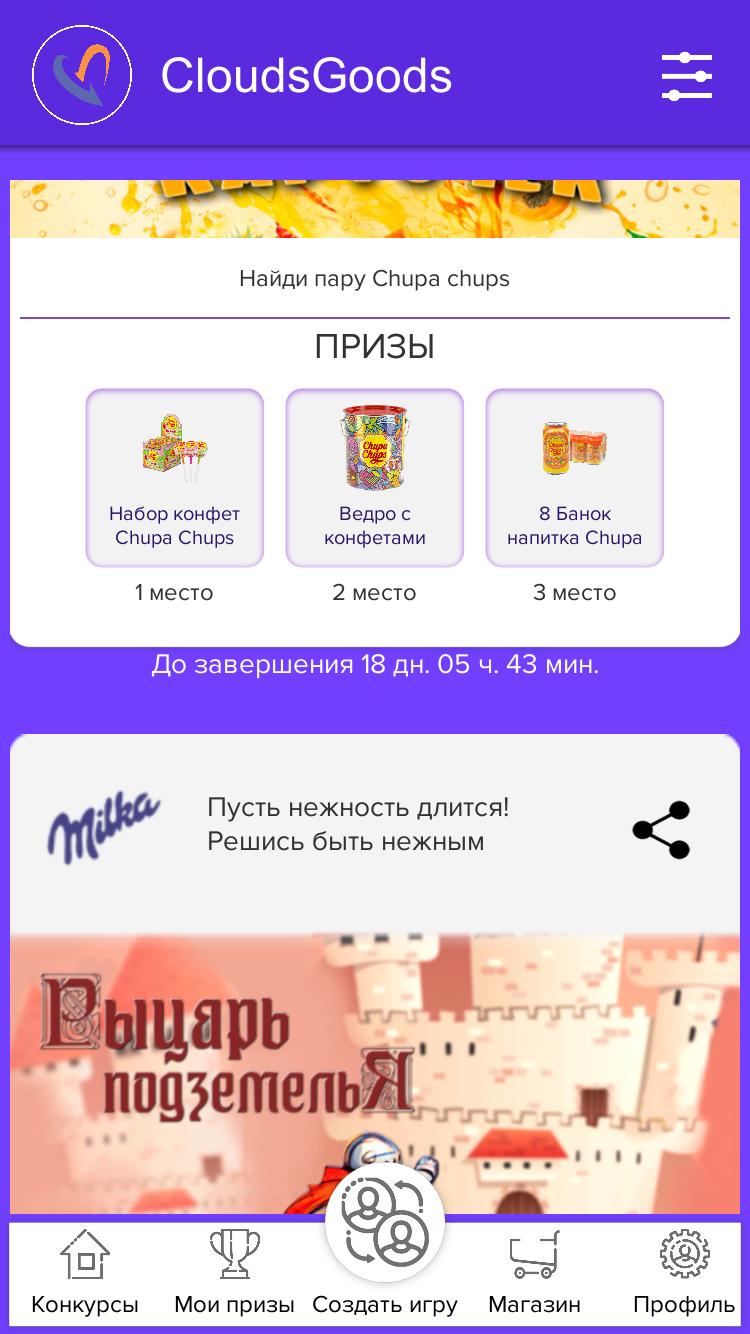 CloudsGoods
Найди пару Chupa chups
ПРИЗЫ
Chupa Chups
Набор конфет
Chupa Chups
Ведро с
конфетами
8 Банок
напитка Chupa
1 место
2 место
3 место
До завершения 18 дн. 05 ч. 43 мин.
Milka
Пусть нежность длится!
Решись быть нежным
Рыцарь
подземельЯ
Конкурсы
Мои призы
Создать игру
Магазин
Профиль